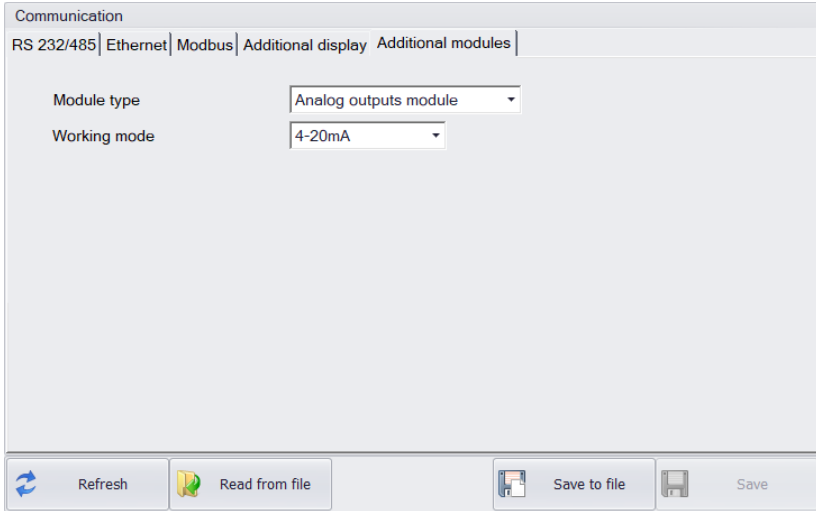 Communication
RS 232/485 Ethernet Modbus Additional display Additional modules
Module type Analog outputs module
Working mode 4-20mA
Refresh Read from file Save to file Save